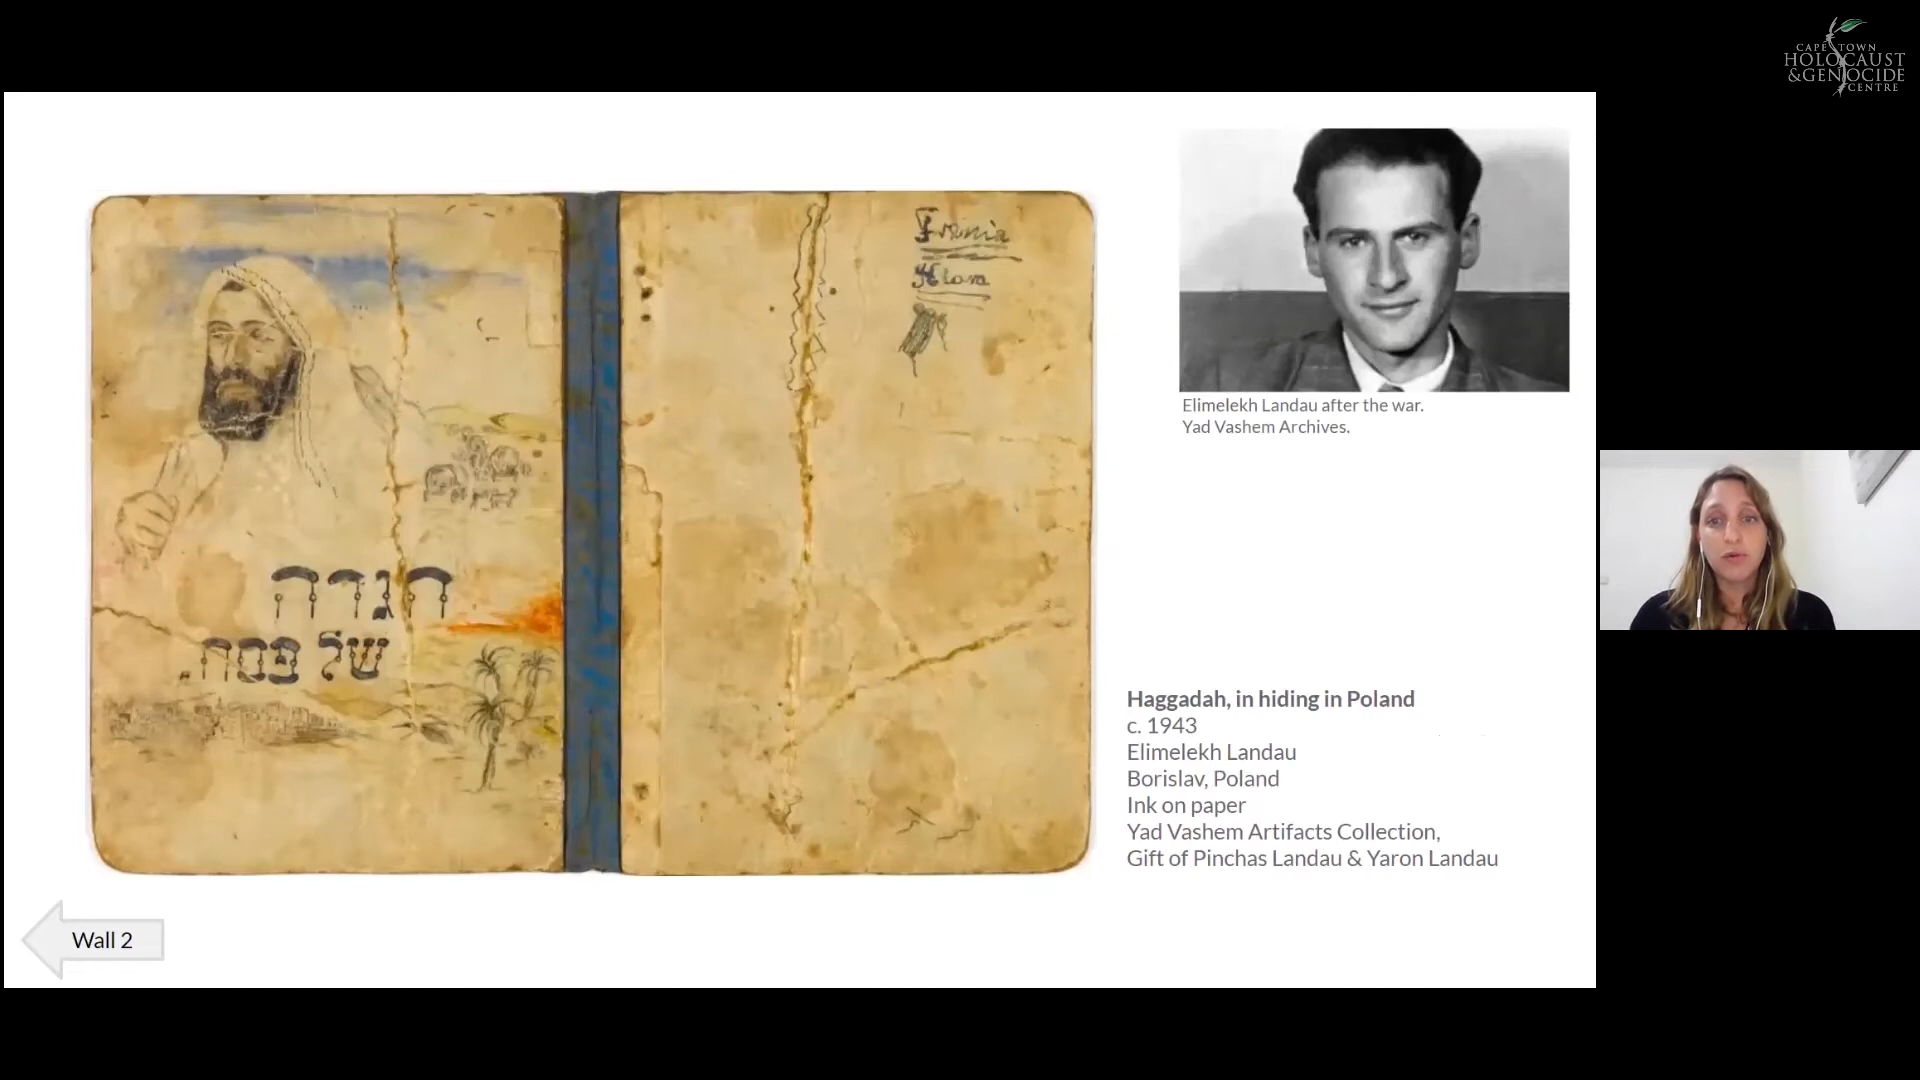 CAPE TOWN
HOLOCAUST
& GENOCIDE
CENTRE
הגדה
של פסח.
Elimelekh Landau after the war.
Yad Vashem Archives.
Haggadah, in hiding in Poland
c. 1943
Elimelekh Landau
Borislav, Poland
Ink on paper
Yad Vashem Artifacts Collection,
Gift of Pinchas Landau & Yaron Landau
Wall 2